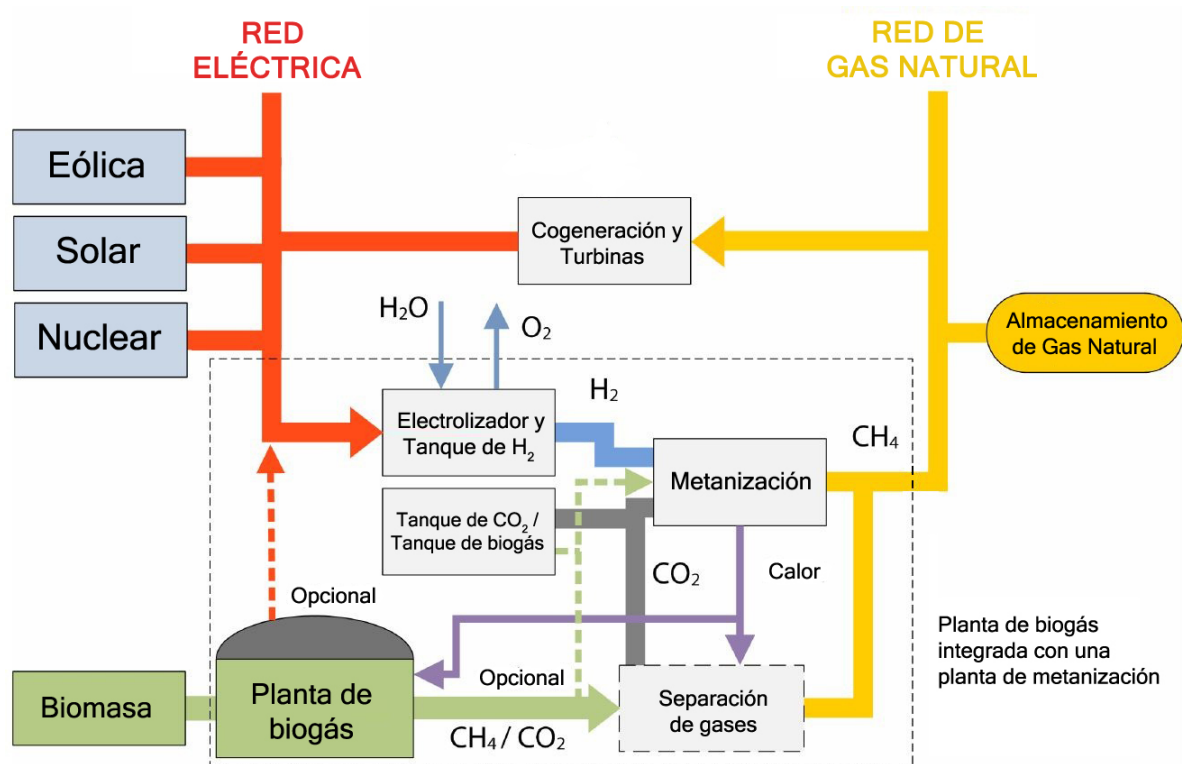 RED
ELÉCTRICA
RED DE
GAS NATURAL
Eólica
Solar
Nuclear
Cogeneración y
Turbinas
H₂O
O₂
Almacenamiento
de Gas Natural
Electrolizador y
Tanque de H₂
H₂
CH₄
Metanización
Tanque de CO₂ /
Tanque de biogás
CO₂
Calor
Opcional
Planta de biogás
integrada con una
planta de metanización
Biomasa
Planta de
biogás
Opcional
CH₄ / CO₂
Separación
de gases